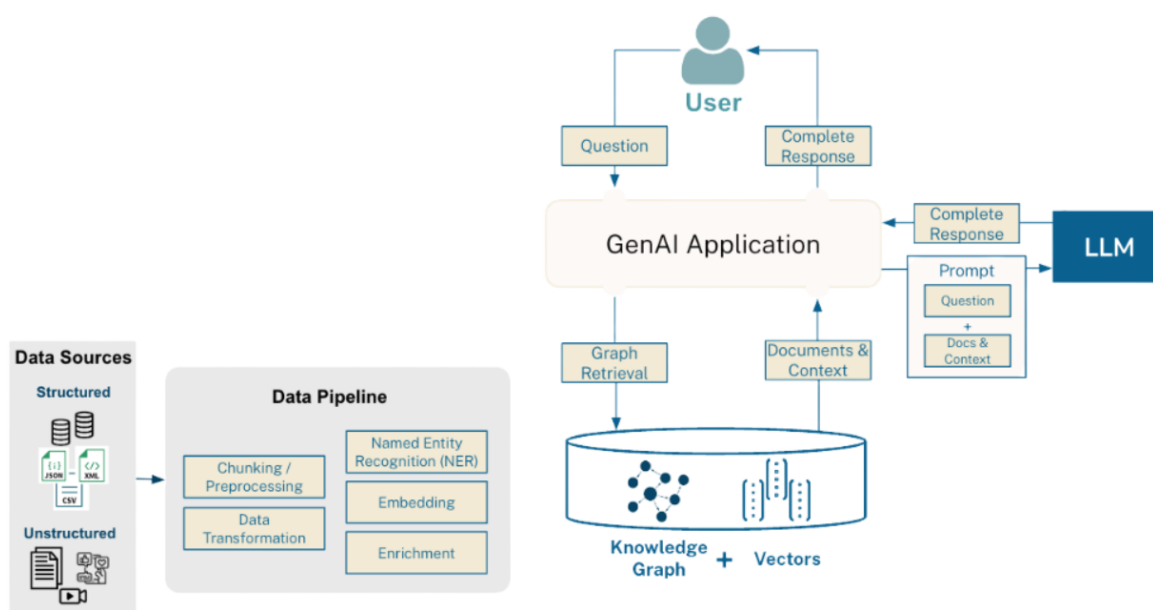 User
Question
Complete
Response
GenAI Application
Complete
Response
LLM
Prompt
Question
+
Docs &
Context
Graph
Retrieval
Documents &
Context
Knowledge
Graph
+
Vectors
Data Sources
Structured
{i}
JSON
</>
XML
CSV
Unstructured
Data Pipeline
Chunking /
Preprocessing
Data
Transformation
Named Entity
Recognition (NER)
Embedding
Enrichment